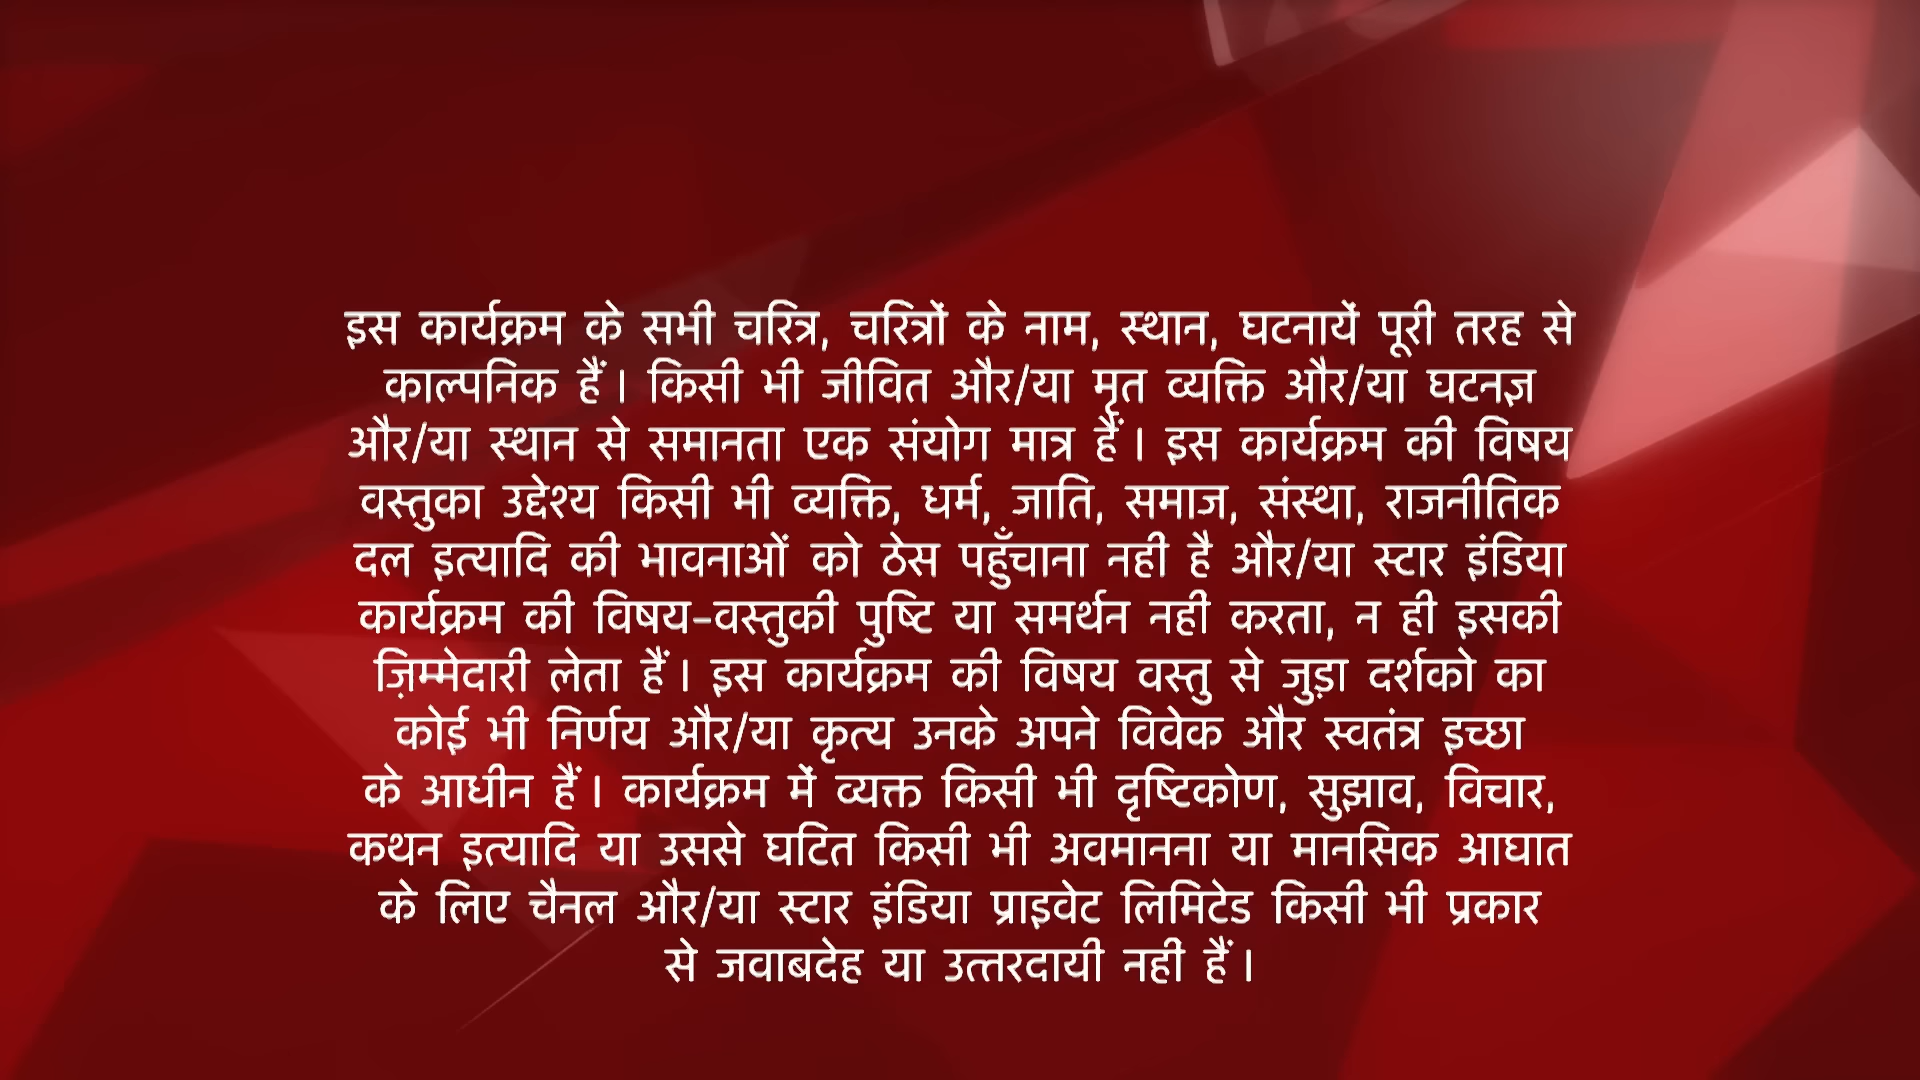 इस कार्यक्रम के सभी चरित्र, चरित्रों के नाम, स्थान, घटनायें पूरी तरह से
काल्पनिक हैं। किसी भी जीवित और/या मृत व्यक्ति और/या घटनज्ञ
और/या स्थान से समानता एक संयोग मात्र हैं। इस कार्यक्रम की विषय
वस्तुका उद्देश्य किसी भी व्यक्ति, धर्म, जाति, समाज, संस्था, राजनीतिक
दल इत्यादि की भावनाओं को ठेस पहुँचाना नही है और/या स्टार इंडिया
कार्यक्रम की विषय-वस्तुकी पुष्टि या समर्थन नही करता, न ही इसकी
ज़िम्मेदारी लेता हैं। इस कार्यक्रम की विषय वस्तु से जुड़ा दर्शको का
कोई भी निर्णय और/या कृत्य उनके अपने विवेक और स्वतंत्र इच्छा
के आधीन हैं। कार्यक्रम में व्यक्त किसी भी दृष्टिकोण, सुझाव, विचार,
कथन इत्यादि या उससे घटित किसी भी अवमानना या मानसिक आघात
के लिए चैनल और/या स्टार इंडिया प्राइवेट लिमिटेड किसी भी प्रकार
से जवाबदेह या उत्तरदायी नही हैं।